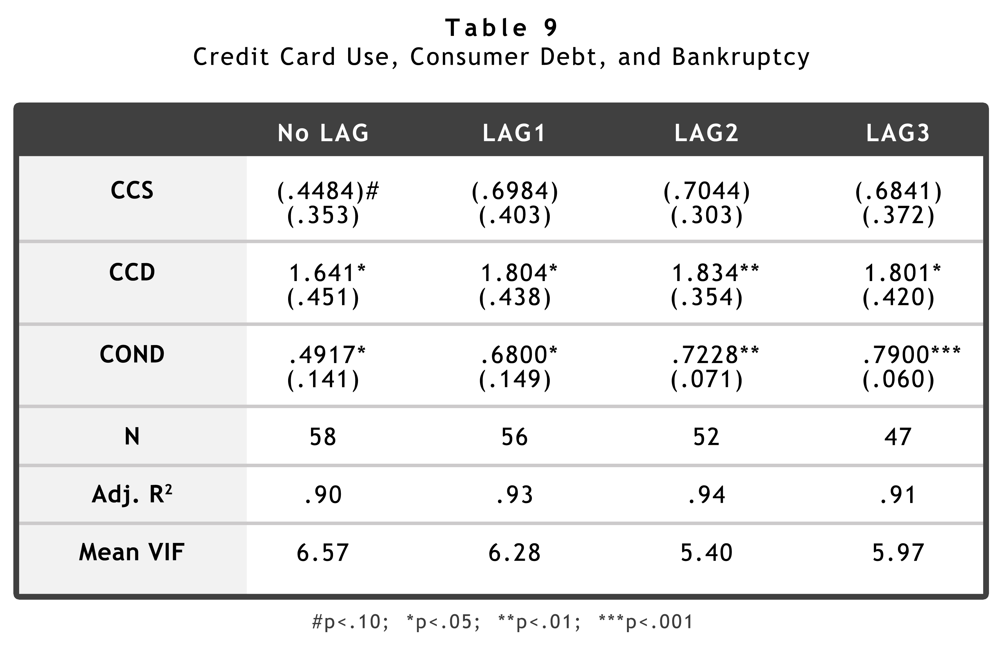 Table 9
Credit Card Use, Consumer Debt, and Bankruptcy
No LAG LAG1 LAG2 LAG3
CCS (.4484)# (.6984) (.7044) (.6841)
(.353) (.403) (.303) (.372)
CCD 1.641* 1.804* 1.834** 1.801*
(.451) (.438) (.354) (.420)
COND .4917* .6800* .7228** .7900***
(.141) (.149) (.071) (.060)
N 58 56 52 47
Adj. R² .90 .93 .94 .91
Mean VIF 6.57 6.28 5.40 5.97
#p<.10; *p<.05; **p<.01; ***p<.001